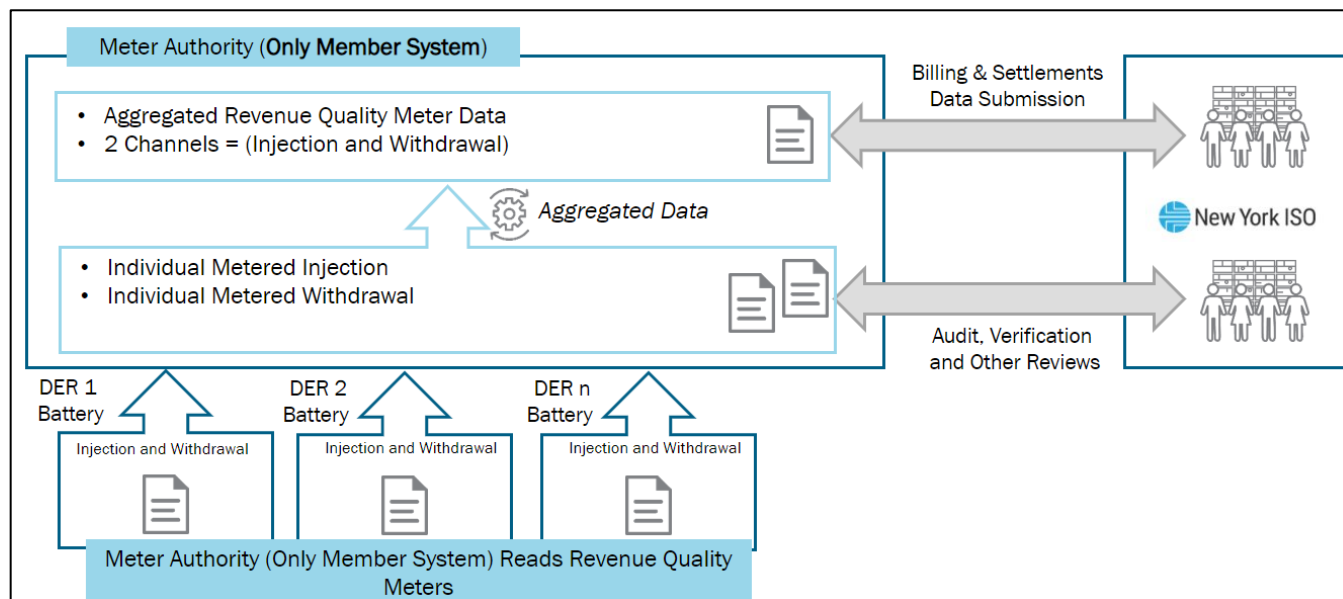 Meter Authority (Only Member System)
• Aggregated Revenue Quality Meter Data
• 2 Channels = (Injection and Withdrawal)
Billing & Settlements
Data Submission
Aggregated Data
New York ISO
• Individual Metered Injection
• Individual Metered Withdrawal
Audit, Verification
and Other Reviews
DER 1
Battery
DER 2
Battery
DER n
Battery
Injection and Withdrawal
Injection and Withdrawal
Injection and Withdrawal
Meter Authority (Only Member System) Reads Revenue Quality
Meters